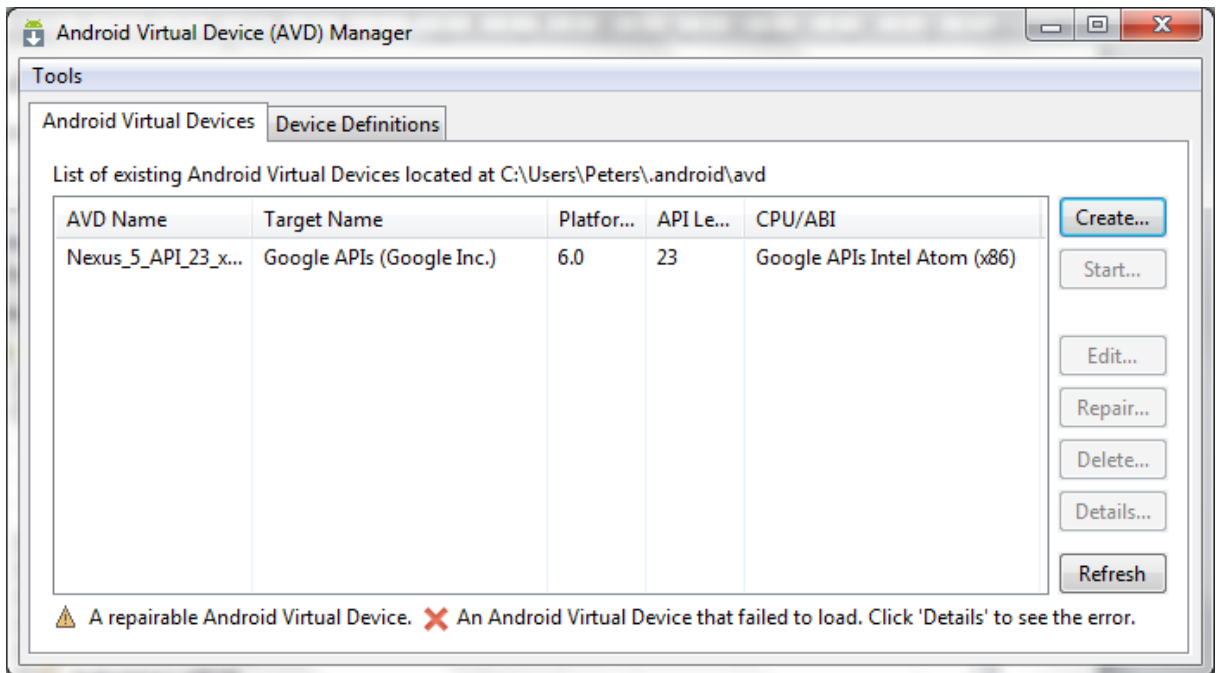 Android Virtual Device (AVD) Manager
Tools
Android Virtual Devices
Device Definitions
List of existing Android Virtual Devices located at C:\Users\Peters\.android\avd
AVD Name Target Name Platfor... API Le... CPU/ABI
Nexus_5_API_23_x... Google APIs (Google Inc.) 6.0 23 Google APIs Intel Atom (x86)
Create...
Start...
Edit...
Repair...
Delete...
Details...
Refresh
A repairable Android Virtual Device. An Android Virtual Device that failed to load. Click 'Details' to see the error.